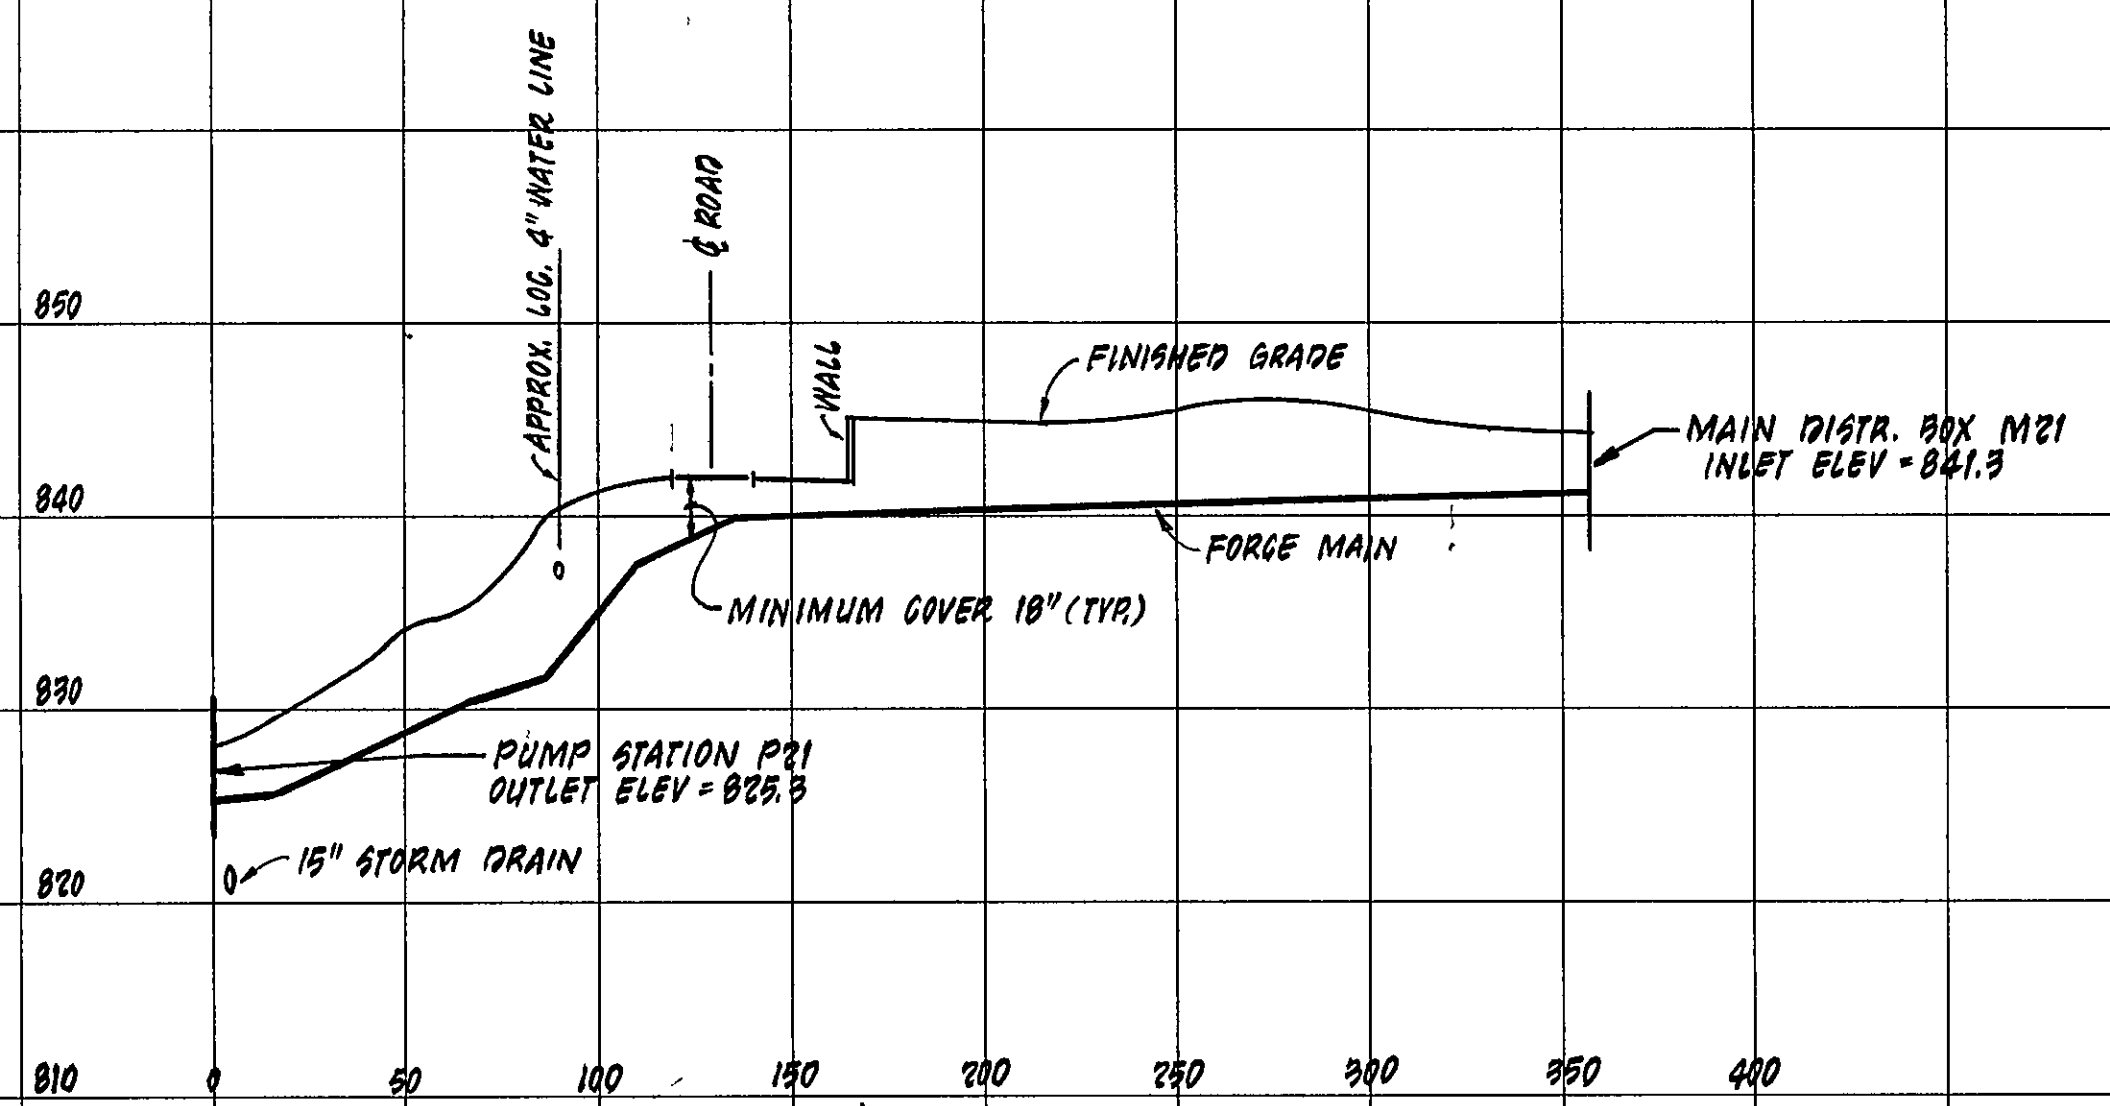 APPROX. LOC. 4" WATER LINE
℄ ROAD
850
WALL
FINISHED GRADE
MAIN DISTR. BOX M21
INLET ELEV = 841.3
840
FORCE MAIN
MINIMUM COVER 18" (TYP.)
830
PUMP STATION P21
OUTLET ELEV = 825.3
15" STORM DRAIN
820
810 0 50 100 150 200 250 300 350 400